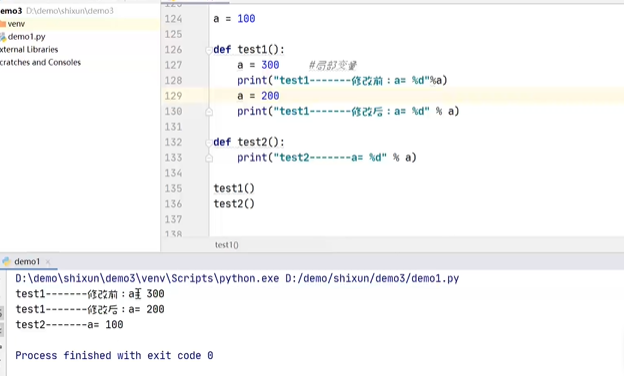 emo3 D:\demo\shixun\demo3
venv
demo1.py
xternal Libraries
cratches and Consoles
124 a = 100
125
126 def test1():
127 a = 300 #局部变量
128 print("test1-------修改前：a= %d"%a)
129 a = 200
130 print("test1-------修改后：a= %d" % a)
131
132 def test2():
133 print("test2-------a= %d" % a)
134
135 test1()
136 test2()
137
138
test1()
demo1
D:\demo\shixun\demo3\venv\Scripts\python.exe D:/demo/shixun/demo3/demo1.py
test1-------修改前：a= 300
test1-------修改后：a= 200
test2-------a= 100
Process finished with exit code 0